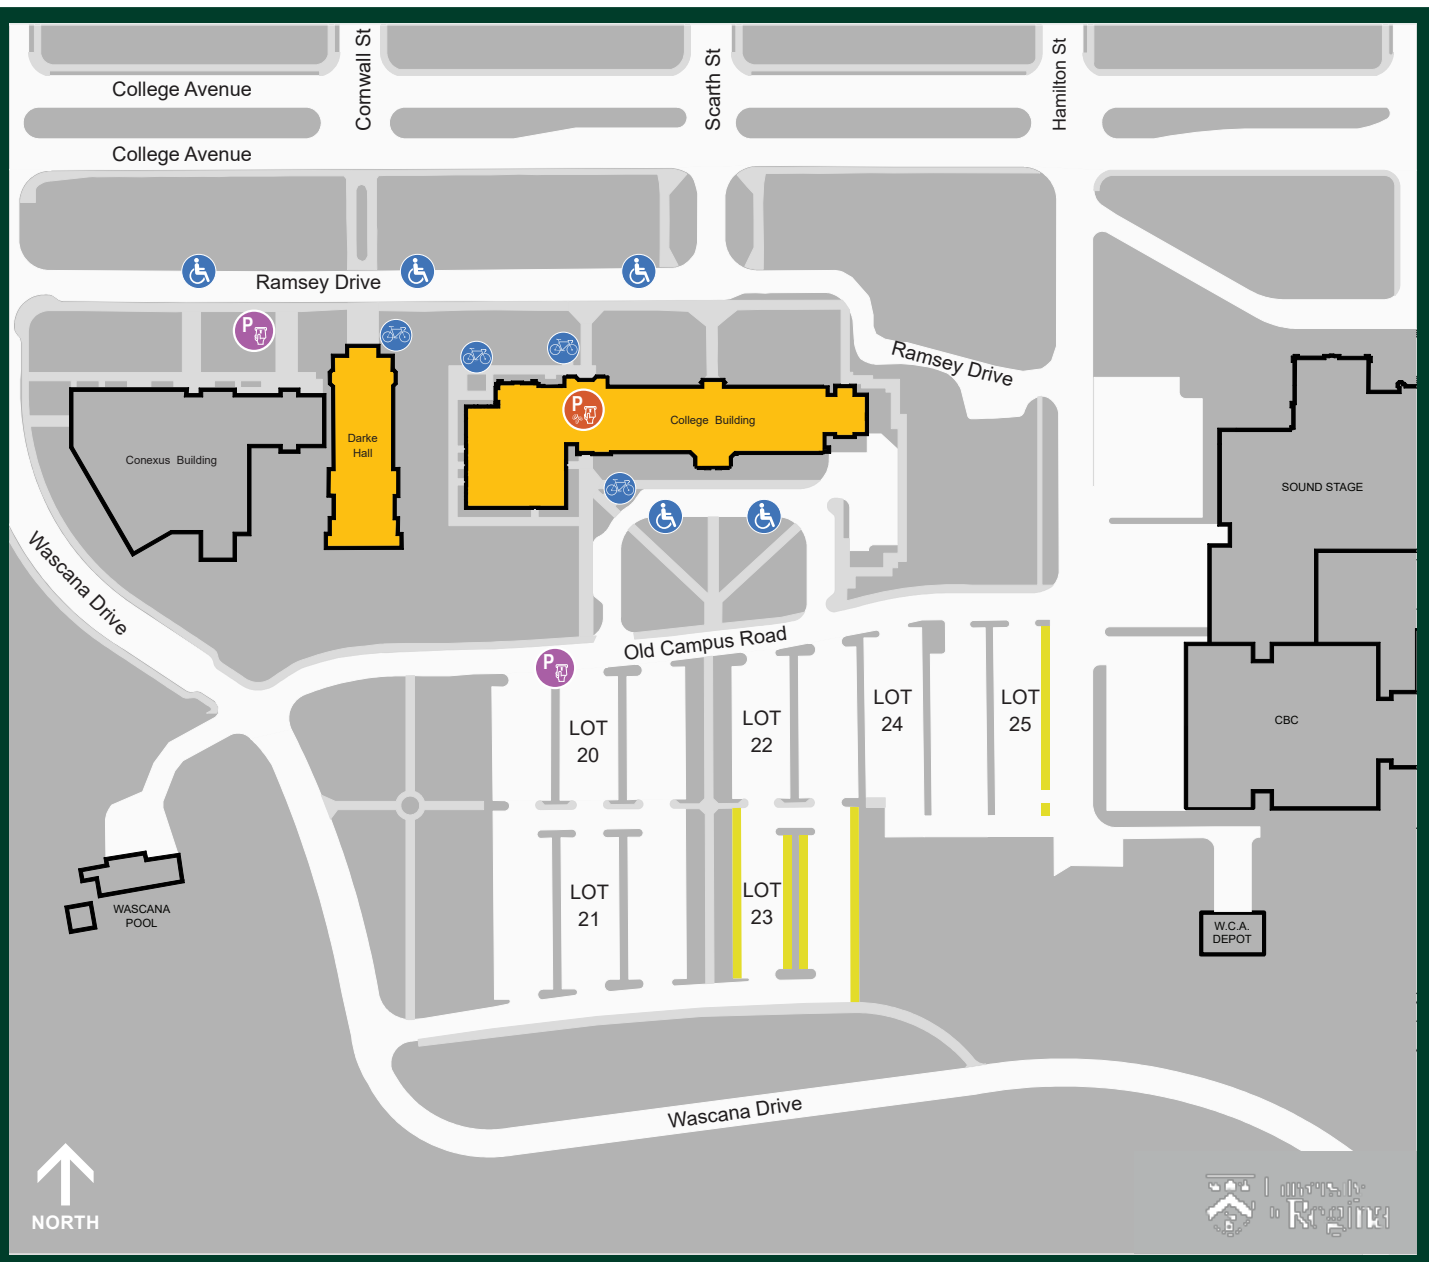 Cornwall St
Scarth St
Hamilton St
College Avenue
College Avenue
Ramsey Drive
P
Ramsey Drive
P
College Building
Darke
Hall
Conexus Building
SOUND STAGE
Wascana Drive
Old Campus Road
P
LOT
20
LOT
22
LOT
24
LOT
25
CBC
LOT
21
LOT
23
WASCANA
POOL
W.C.A.
DEPOT
Wascana Drive
NORTH
Regina